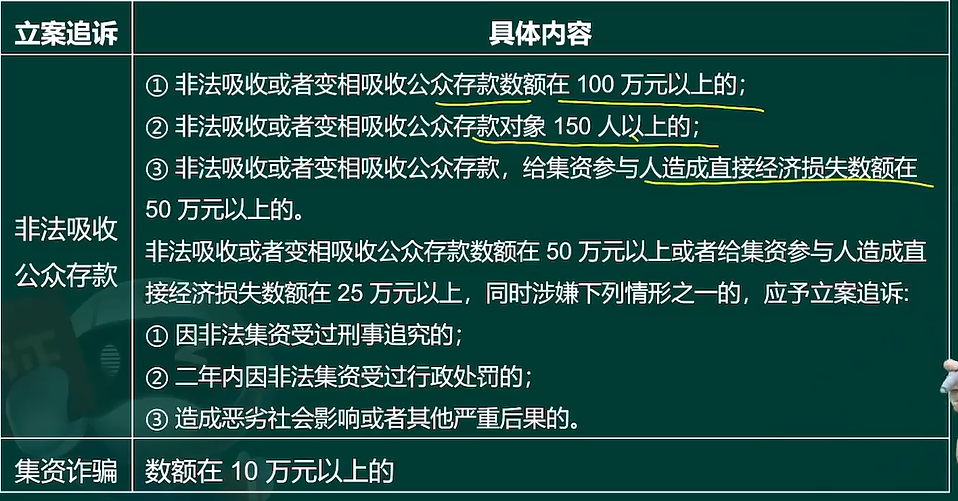 立案追诉
具体内容
非法吸收
公众存款
① 非法吸收或者变相吸收公众存款数额在 100 万元以上的；
② 非法吸收或者变相吸收公众存款对象 150 人以上的；
③ 非法吸收或者变相吸收公众存款，给集资参与人造成直接经济损失数额在
50 万元以上的。
非法吸收或者变相吸收公众存款数额在 50 万元以上或者给集资参与人造成直
接经济损失数额在 25 万元以上，同时涉嫌下列情形之一的，应予立案追诉:
① 因非法集资受过刑事追究的；
② 二年内因非法集资受过行政处罚的；
③ 造成恶劣社会影响或者其他严重后果的。
集资诈骗
数额在 10 万元以上的